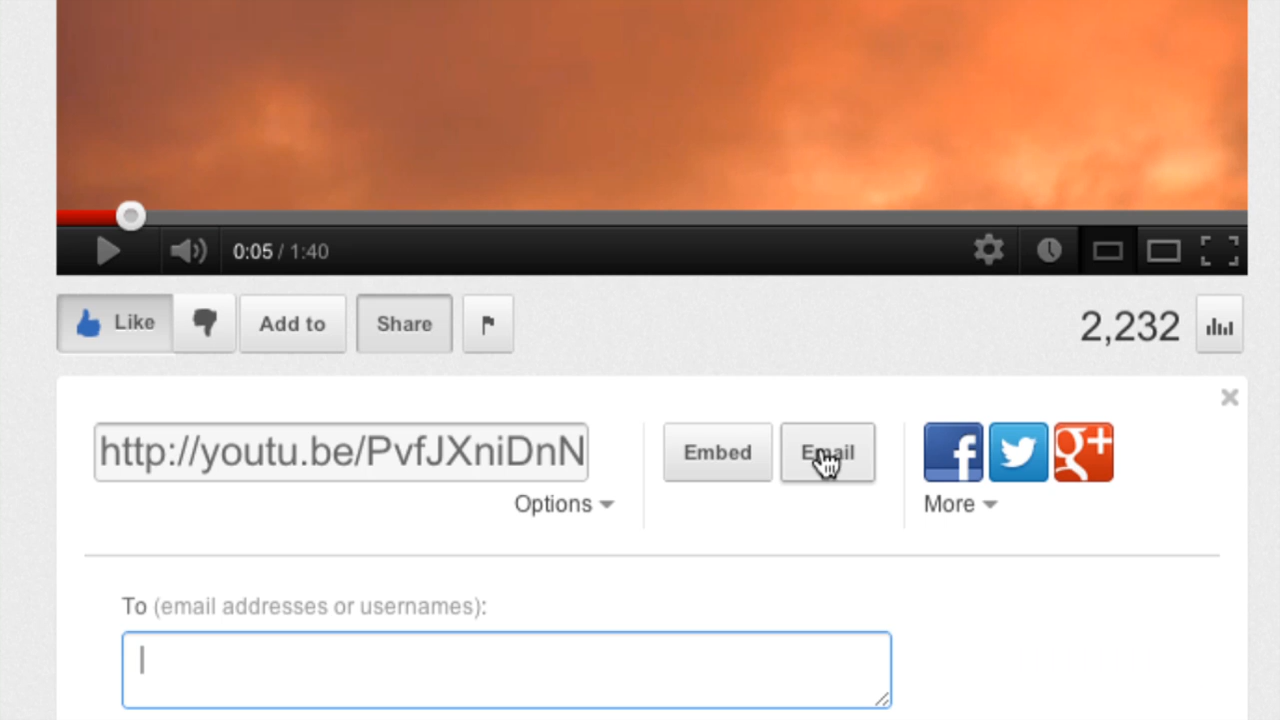 0:05 / 1:40
Like
Add to
Share
2,232
http://youtu.be/PvfJXniDnN
Embed
Email
Options
More
To (email addresses or usernames):